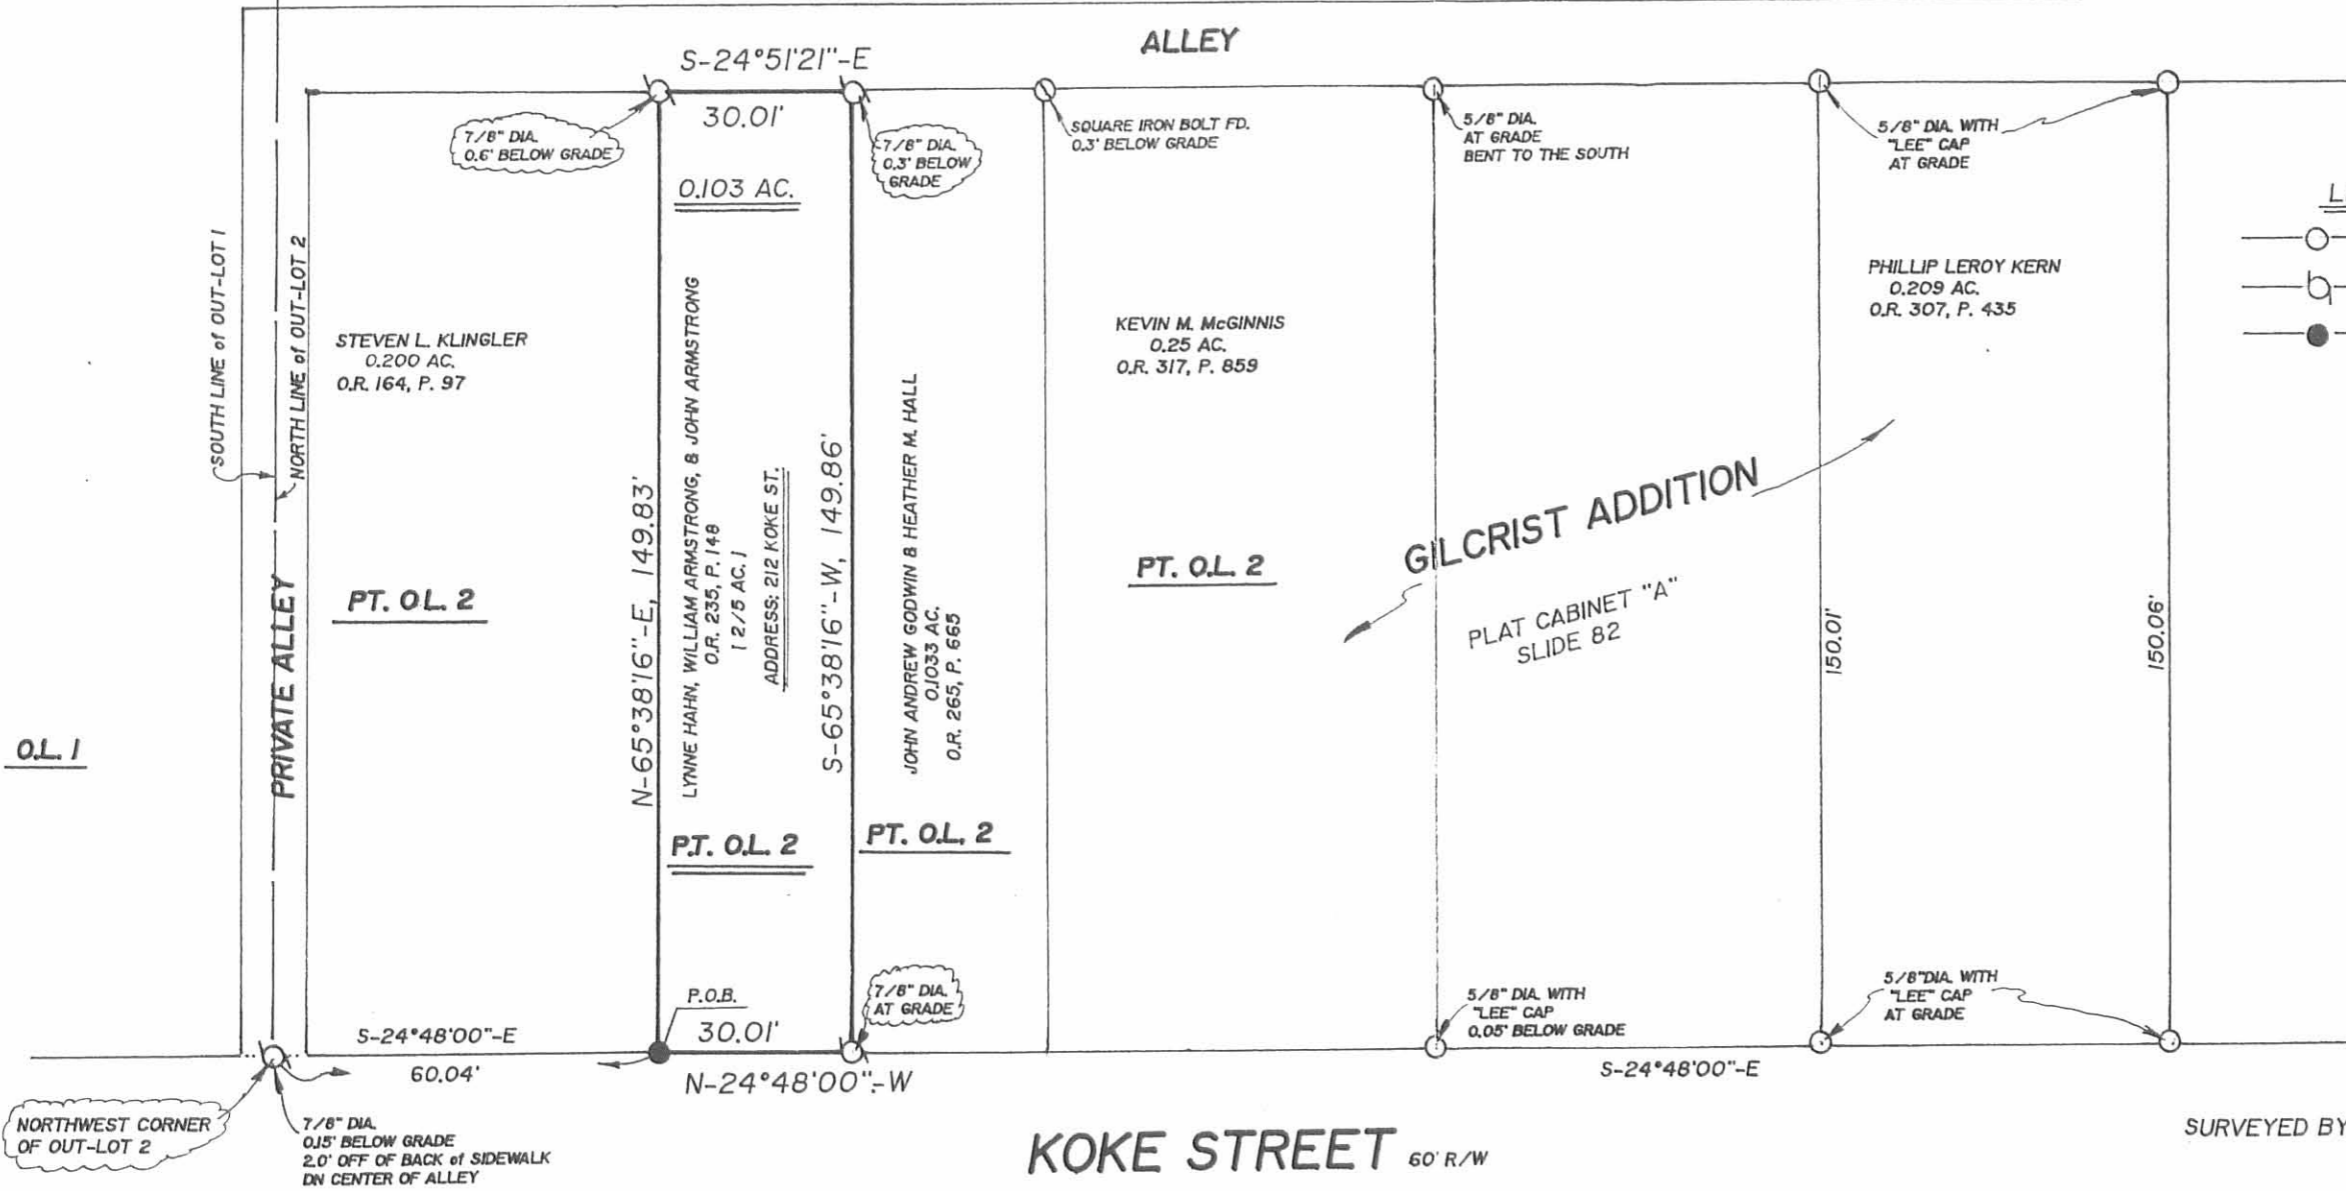 ALLEY
S-24°51'21"-E
30.01'
7/8" DIA.
0.6' BELOW GRADE
7/8" DIA.
0.3' BELOW
GRADE
SQUARE IRON BOLT FD.
0.3' BELOW GRADE
5/8" DIA.
AT GRADE
BENT TO THE SOUTH
5/8" DIA. WITH
"LEE" CAP
AT GRADE
0.103 AC.
SOUTH LINE of OUT-LOT 1
NORTH LINE of OUT-LOT 2
PRIVATE ALLEY
STEVEN L. KLINGLER
0.200 AC.
O.R. 164, P. 97
PT. O.L. 2
N-65°38'16"-E, 149.83'
LYNNE HAHN, WILLIAM ARMSTRONG, & JOHN ARMSTRONG
O.R. 235, P. 148
[ 2/5 AC. ]
ADDRESS: 212 KOKE ST.
S-65°38'16"-W, 149.86'
JOHN ANDREW GODWIN & HEATHER M. HALL
0.1033 AC.
O.R. 265, P. 665
KEVIN M. McGINNIS
0.25 AC.
O.R. 317, P. 859
PHILLIP LEROY KERN
0.209 AC.
O.R. 307, P. 435
GILCRIST ADDITION
PLAT CABINET "A"
SLIDE 82
PT. O.L. 2
150.01'
150.06'
O.L. 1
P.T. O.L. 2
PT. O.L. 2
P.O.B.
30.01'
7/8" DIA.
AT GRADE
5/8" DIA. WITH
"LEE" CAP
0.05' BELOW GRADE
5/8" DIA. WITH
"LEE" CAP
AT GRADE
S-24°48'00"-E
60.04'
N-24°48'00"-W
S-24°48'00"-E
NORTHWEST CORNER
OF OUT-LOT 2
7/8" DIA.
0.15' BELOW GRADE
2.0' OFF OF BACK of SIDEWALK
ON CENTER OF ALLEY
KOKE STREET 60' R/W
SURVEYED BY